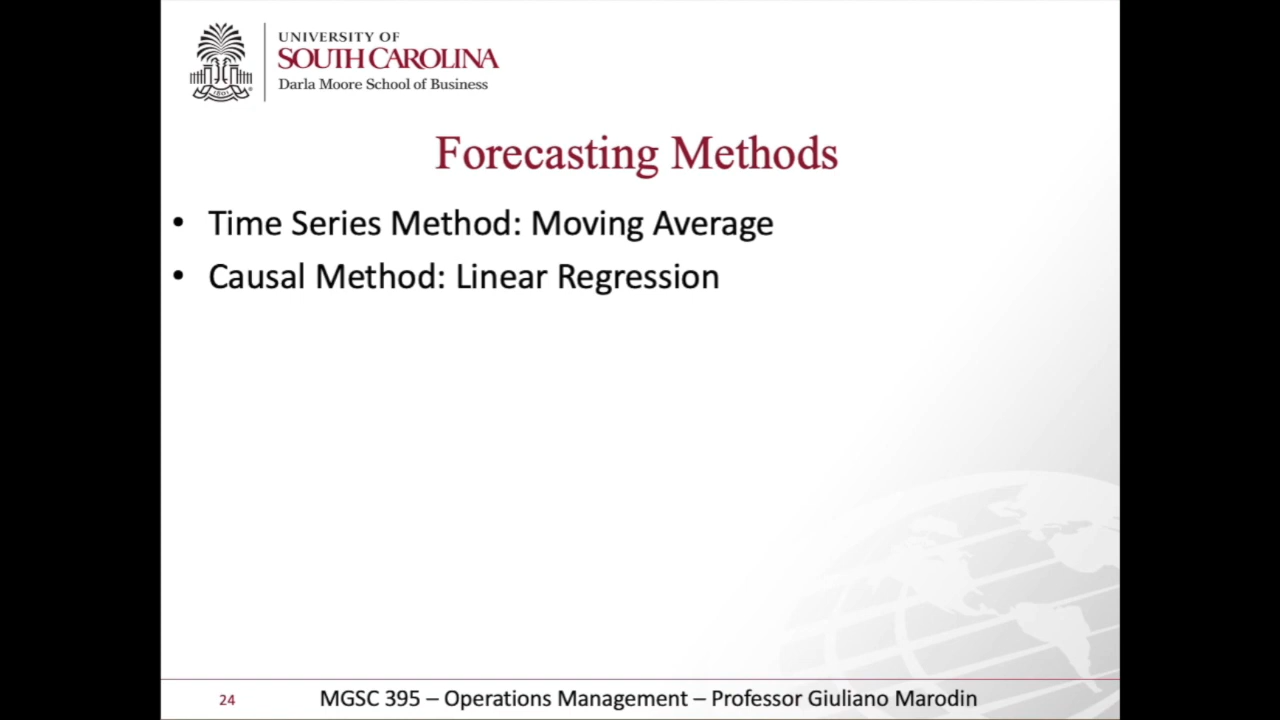 UNIVERSITY OF
SOUTH CAROLINA
Darla Moore School of Business
Forecasting Methods
• Time Series Method: Moving Average
• Causal Method: Linear Regression
24 MGSC 395 – Operations Management – Professor Giuliano Marodin